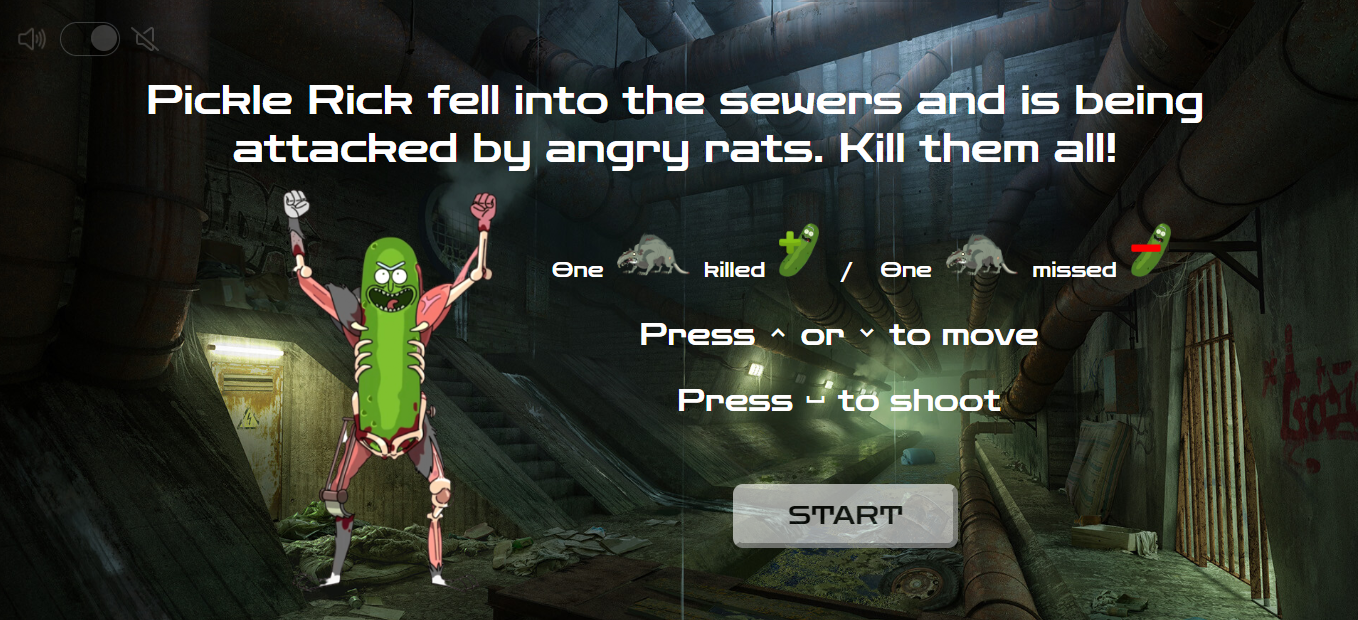 Pickle Rick fell into the sewers and is being
attacked by angry rats. Kill them all!
One killed / One missed
Press ^ or ⌄ to move
Press ⎵ to shoot
START